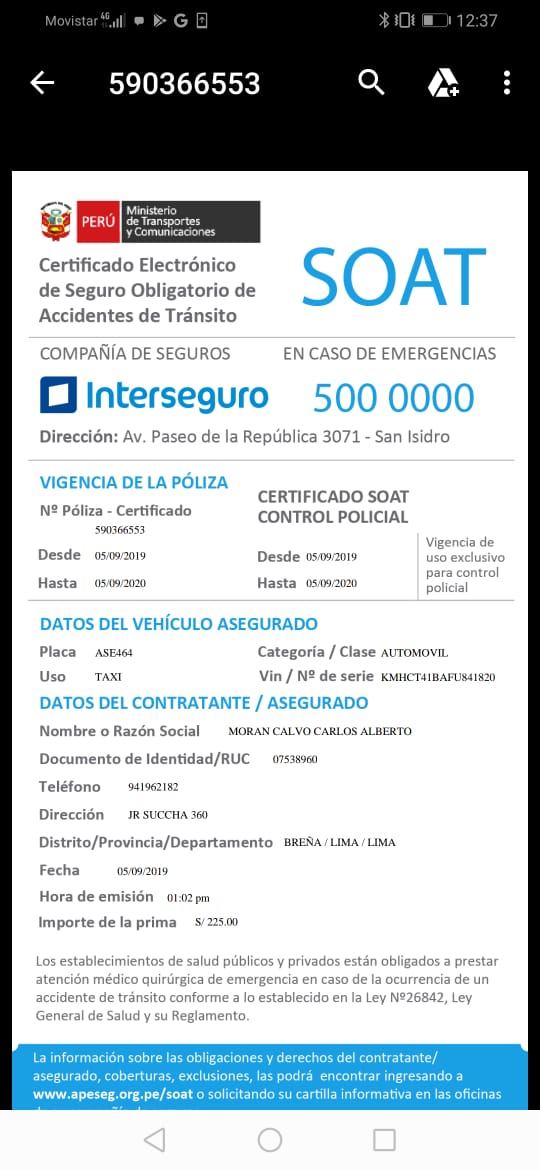 Movistar 4G 12:37
590366553
PERÚ
Ministerio
de Transportes
y Comunicaciones
Certificado Electrónico
de Seguro Obligatorio de
Accidentes de Tránsito
SOAT
COMPAÑÍA DE SEGUROS
Interseguro
EN CASO DE EMERGENCIAS
500 0000
Dirección: Av. Paseo de la República 3071 - San Isidro
VIGENCIA DE LA PÓLIZA
Nº Póliza - Certificado
590366553
Desde 05/09/2019
Hasta 05/09/2020
CERTIFICADO SOAT
CONTROL POLICIAL
Desde 05/09/2019
Hasta 05/09/2020
Vigencia de
uso exclusivo
para control
policial
DATOS DEL VEHÍCULO ASEGURADO
Placa ASE464 Categoría / Clase AUTOMOVIL
Uso TAXI Vin / Nº de serie KMHCT41BAFU841820
DATOS DEL CONTRATANTE / ASEGURADO
Nombre o Razón Social MORAN CALVO CARLOS ALBERTO
Documento de Identidad/RUC 07538960
Teléfono 941962182
Dirección JR SUCCHA 360
Distrito/Provincia/Departamento BREÑA / LIMA / LIMA
Fecha 05/09/2019
Hora de emisión 01:02 pm
Importe de la prima S/ 225.00
Los establecimientos de salud públicos y privados están obligados a prestar
atención médico quirúrgica de emergencia en caso de la ocurrencia de un
accidente de tránsito conforme a lo establecido en la Ley Nº26842, Ley
General de Salud y su Reglamento.
La información sobre las obligaciones y derechos del contratante/
asegurado, coberturas, exclusiones, las podrá encontrar ingresando a
www.apeseg.org.pe/soat o solicitando su cartilla informativa en las oficinas